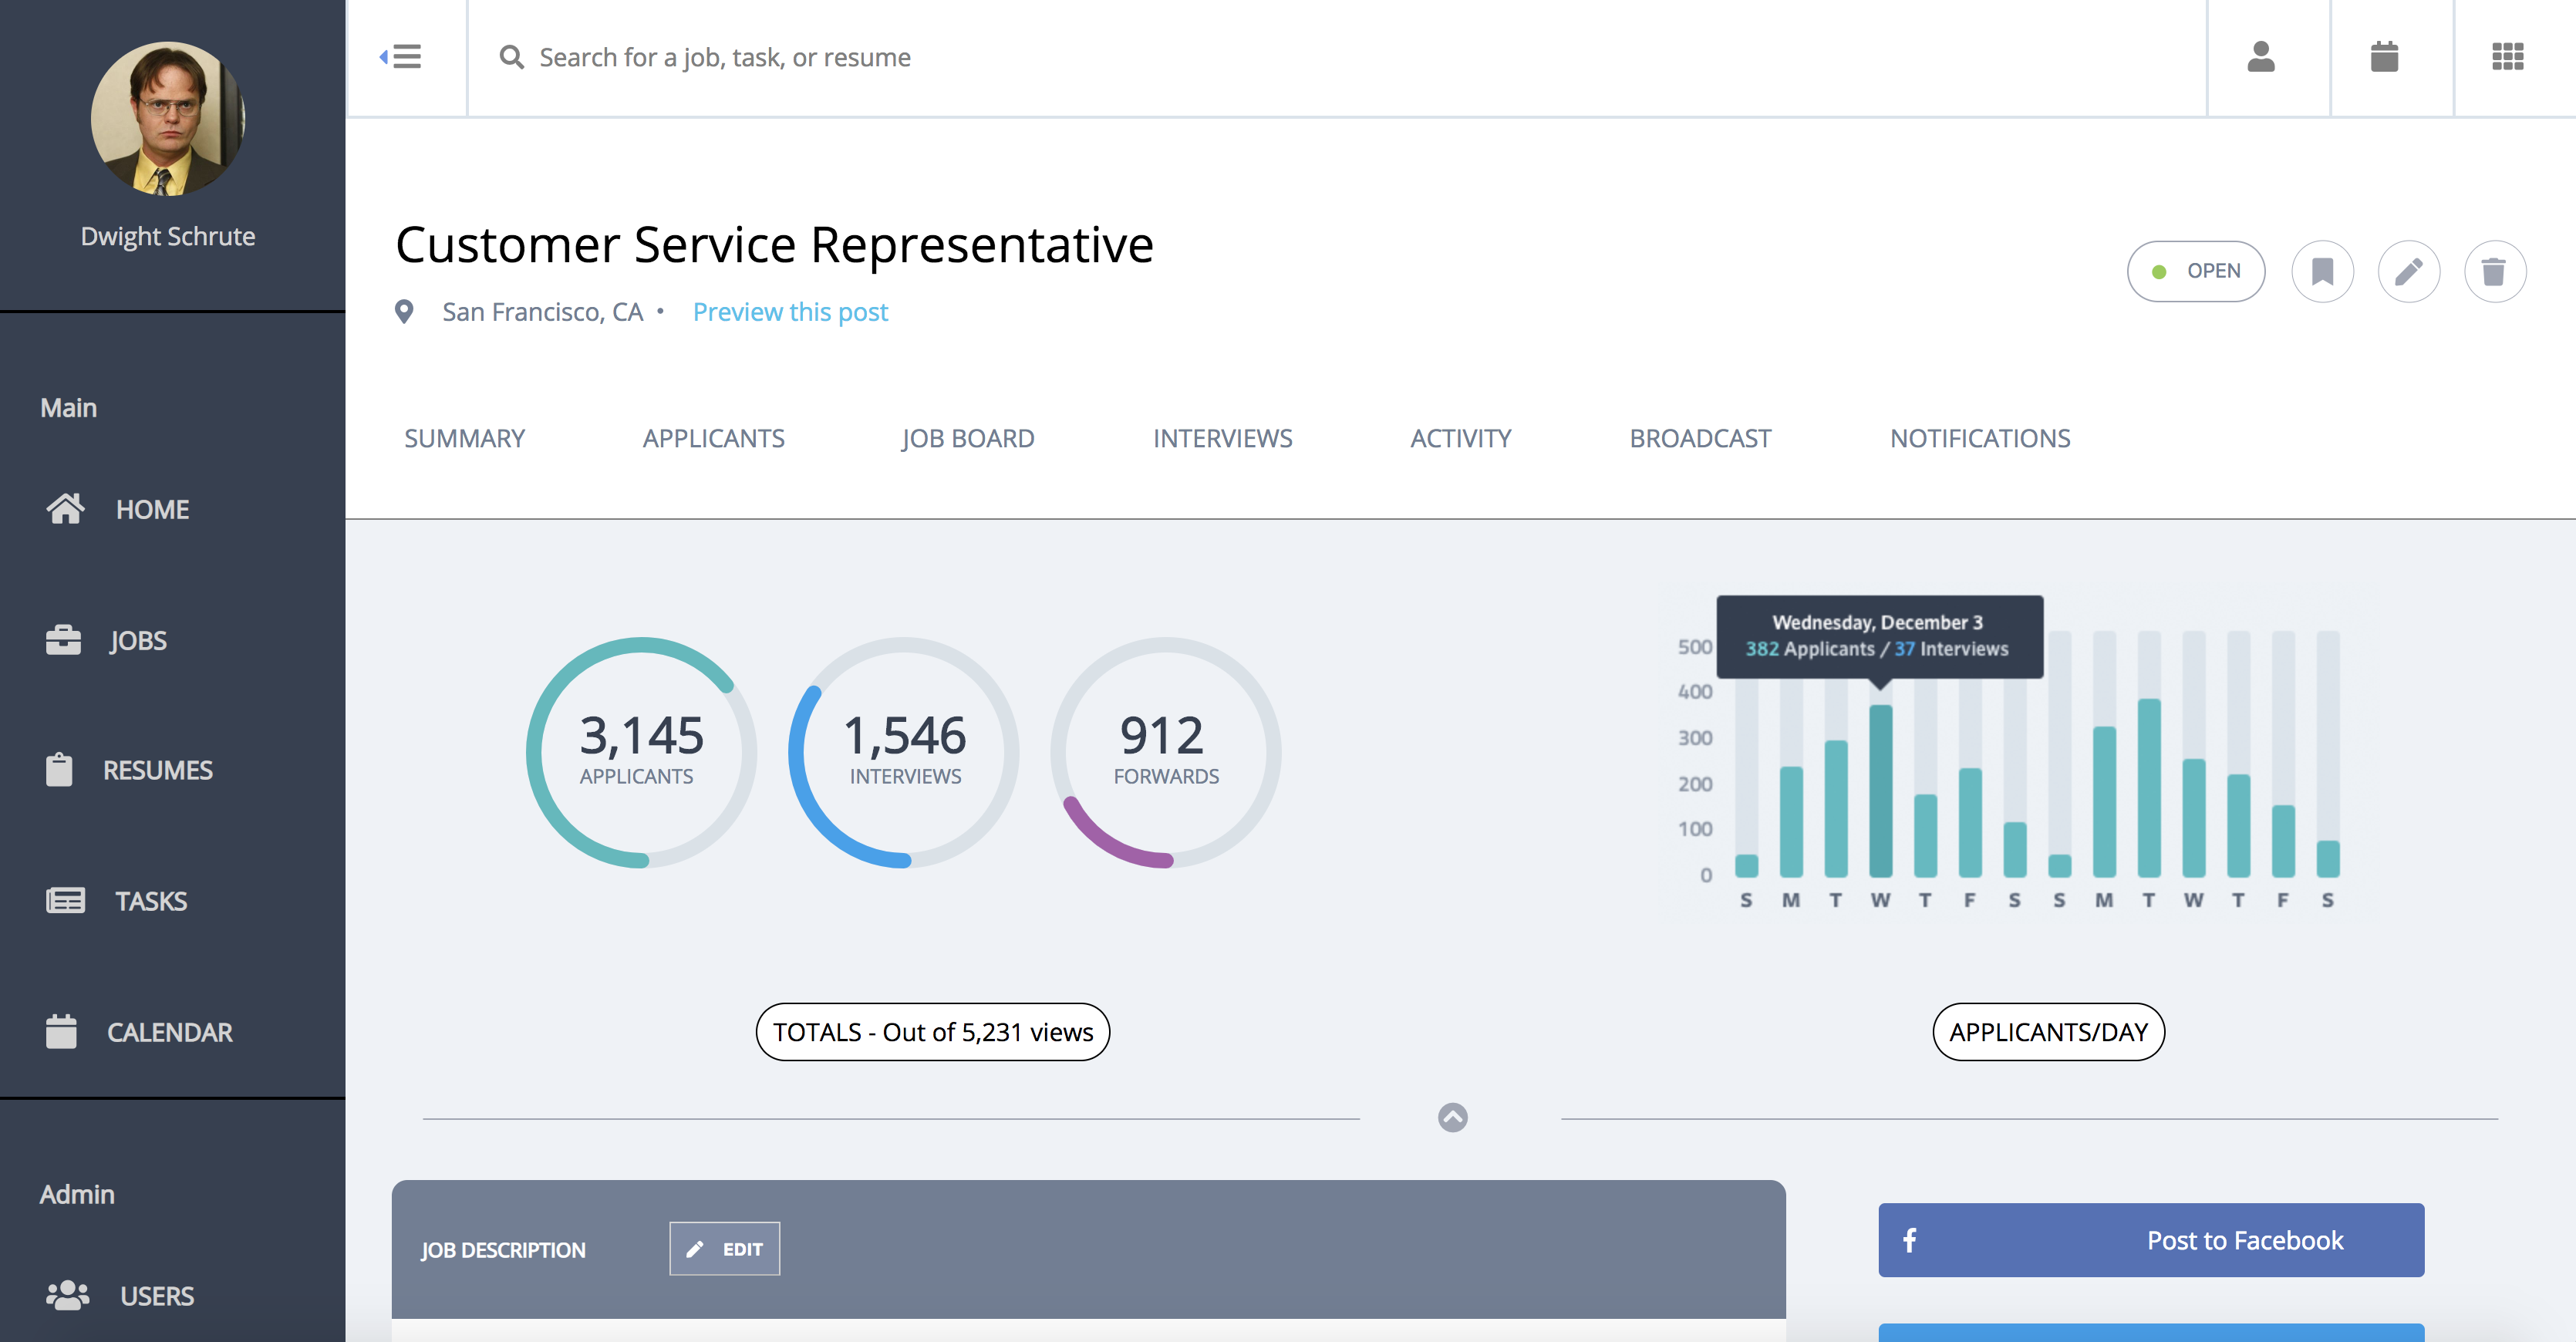 Dwight Schrute
Main
HOME
JOBS
RESUMES
TASKS
CALENDAR
Admin
USERS
Search for a job, task, or resume
Customer Service Representative
San Francisco, CA • Preview this post
OPEN
SUMMARY APPLICANTS JOB BOARD INTERVIEWS ACTIVITY BROADCAST NOTIFICATIONS
3,145
APPLICANTS
1,546
INTERVIEWS
912
FORWARDS
TOTALS - Out of 5,231 views
Wednesday, December 3
382 Applicants / 37 Interviews
500
400
300
200
100
0
S M T W T F S S M T W T F S
APPLICANTS/DAY
JOB DESCRIPTION
EDIT
Post to Facebook